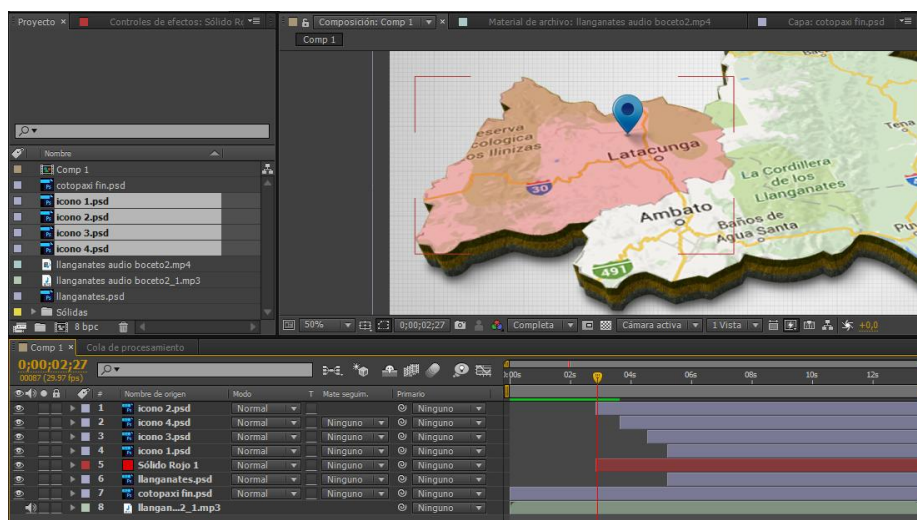 Proyecto × Controles de efectos: Sólido Re
Composición: Comp 1 × Material de archivo: llanganates audio boceto2.mp4 Capa: cotopaxi fin.psd
Comp 1
Nombre
Comp 1
cotopaxi fin.psd
icono 1.psd
icono 2.psd
icono 3.psd
icono 4.psd
llanganates audio boceto2.mp4
llanganates audio boceto2_1.mp3
llanganates.psd
Sólidas
8 bpc
eserva
cologica
os Ilinizas
Latacunga
30
Ambato
491
La Cordillera
de los
Llanganates
Baños de
Agua Santa
Tena
50% 0;00;02;27 Completa Cámara activa 1 Vista +0,0
Comp 1 × Cola de procesamiento
0;00;02;27
00087 (29.97 fps)
# Nombre de origen Modo T Mate seguim. Primario
02s 04s 06s 08s 10s 12s
1 icono 2.psd Normal Ninguno
2 icono 4.psd Normal Ninguno Ninguno
3 icono 3.psd Normal Ninguno Ninguno
4 icono 1.psd Normal Ninguno Ninguno
5 Sólido Rojo 1 Normal Ninguno Ninguno
6 llanganates.psd Normal Ninguno Ninguno
7 cotopaxi fin.psd Normal Ninguno Ninguno
8 llangan...2_1.mp3 Ninguno